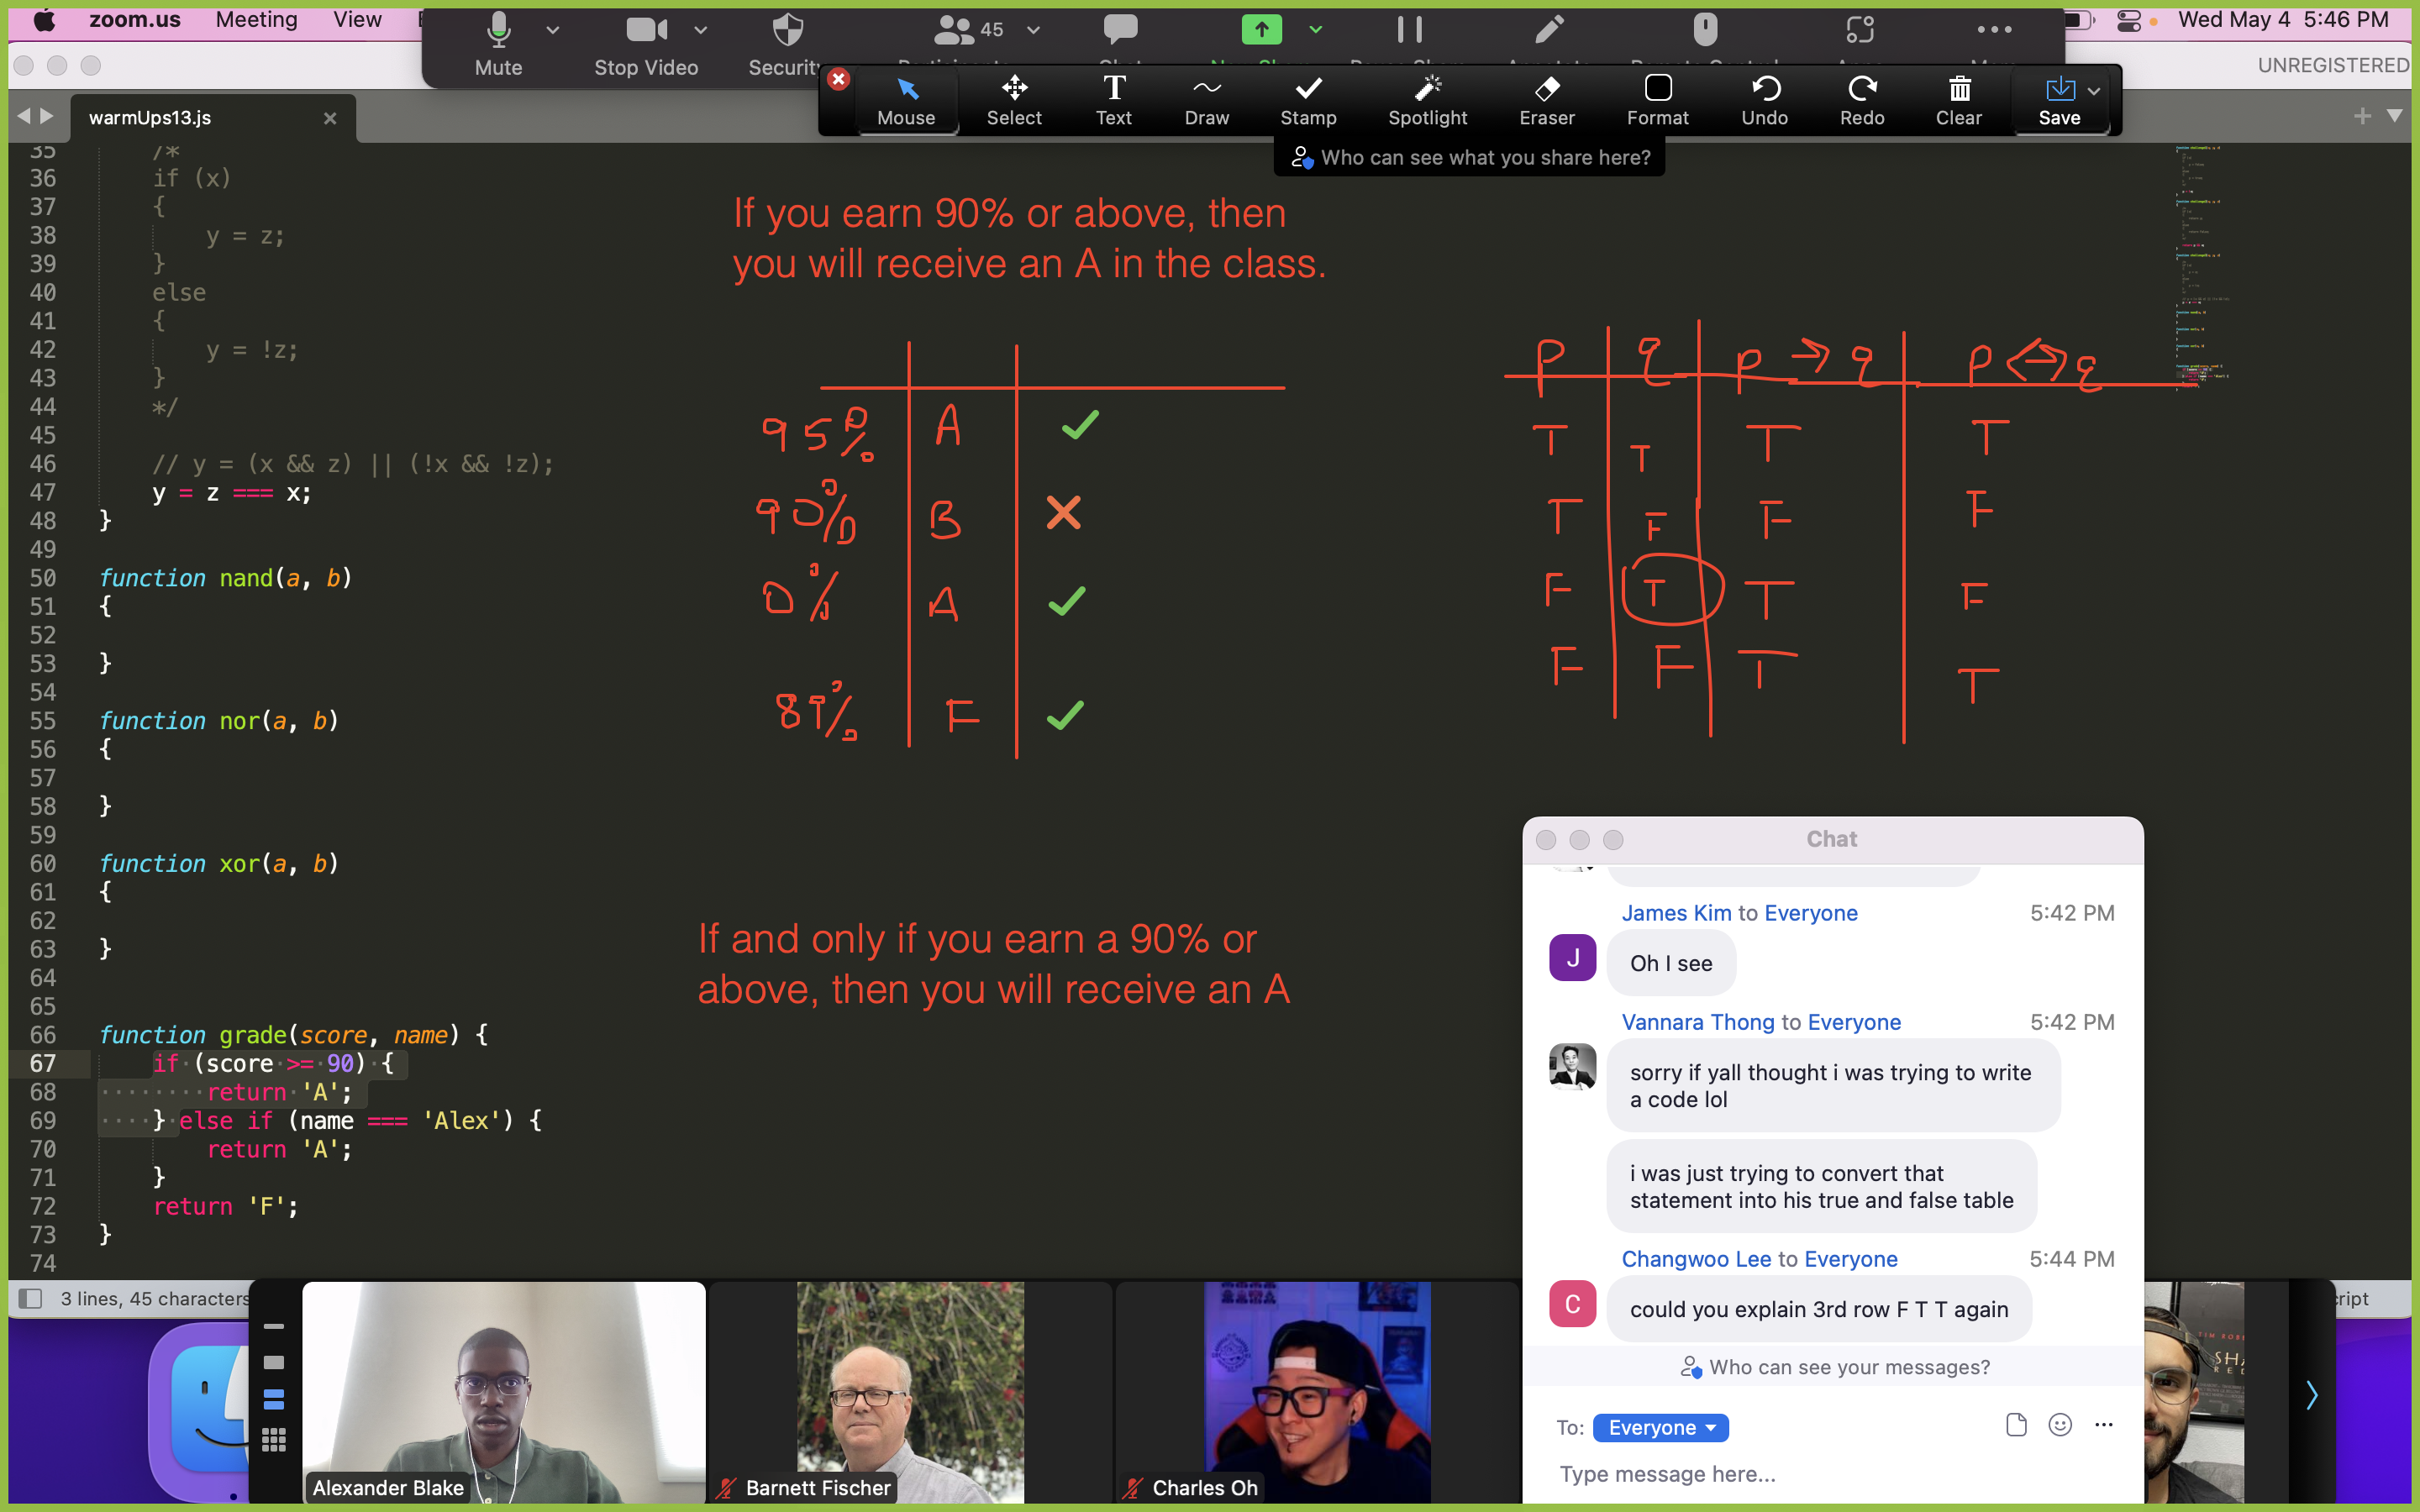 zoom.us Meeting View
Wed May 4 5:46 PM
Mute
Stop Video
Security
45
UNREGISTERED
warmUps13.js
Mouse
Select
Text
Draw
Stamp
Spotlight
Eraser
Format
Undo
Redo
Clear
Save
Who can see what you share here?
35 /*
36 if (x)
37 {
38 y = z;
39 }
40 else
41 {
42 y = !z;
43 }
44 */
45
46 // y = (x && z) || (!x && !z);
47 y = z === x;
48 }
49
50 function nand(a, b)
51 {
52
53 }
54
55 function nor(a, b)
56 {
57
58 }
59
60 function xor(a, b)
61 {
62
63 }
64
65
66 function grade(score, name) {
67 if (score >= 90) {
68 return 'A';
69 } else if (name === 'Alex') {
70 return 'A';
71 }
72 return 'F';
73 }
74
If you earn 90% or above, then
you will receive an A in the class.
95% A
90% B
0% A
89% F
p q p → q p <-> q
T T T T
T F F F
F T T F
F F T T
If and only if you earn a 90% or
above, then you will receive an A
Chat
James Kim to Everyone 5:42 PM
J
Oh I see
Vannara Thong to Everyone 5:42 PM
sorry if yall thought i was trying to write
a code lol
i was just trying to convert that
statement into his true and false table
Changwoo Lee to Everyone 5:44 PM
C
could you explain 3rd row F T T again
Who can see your messages?
To: Everyone
Type message here...
3 lines, 45 characters
cript
Alexander Blake
Barnett Fischer
Charles Oh